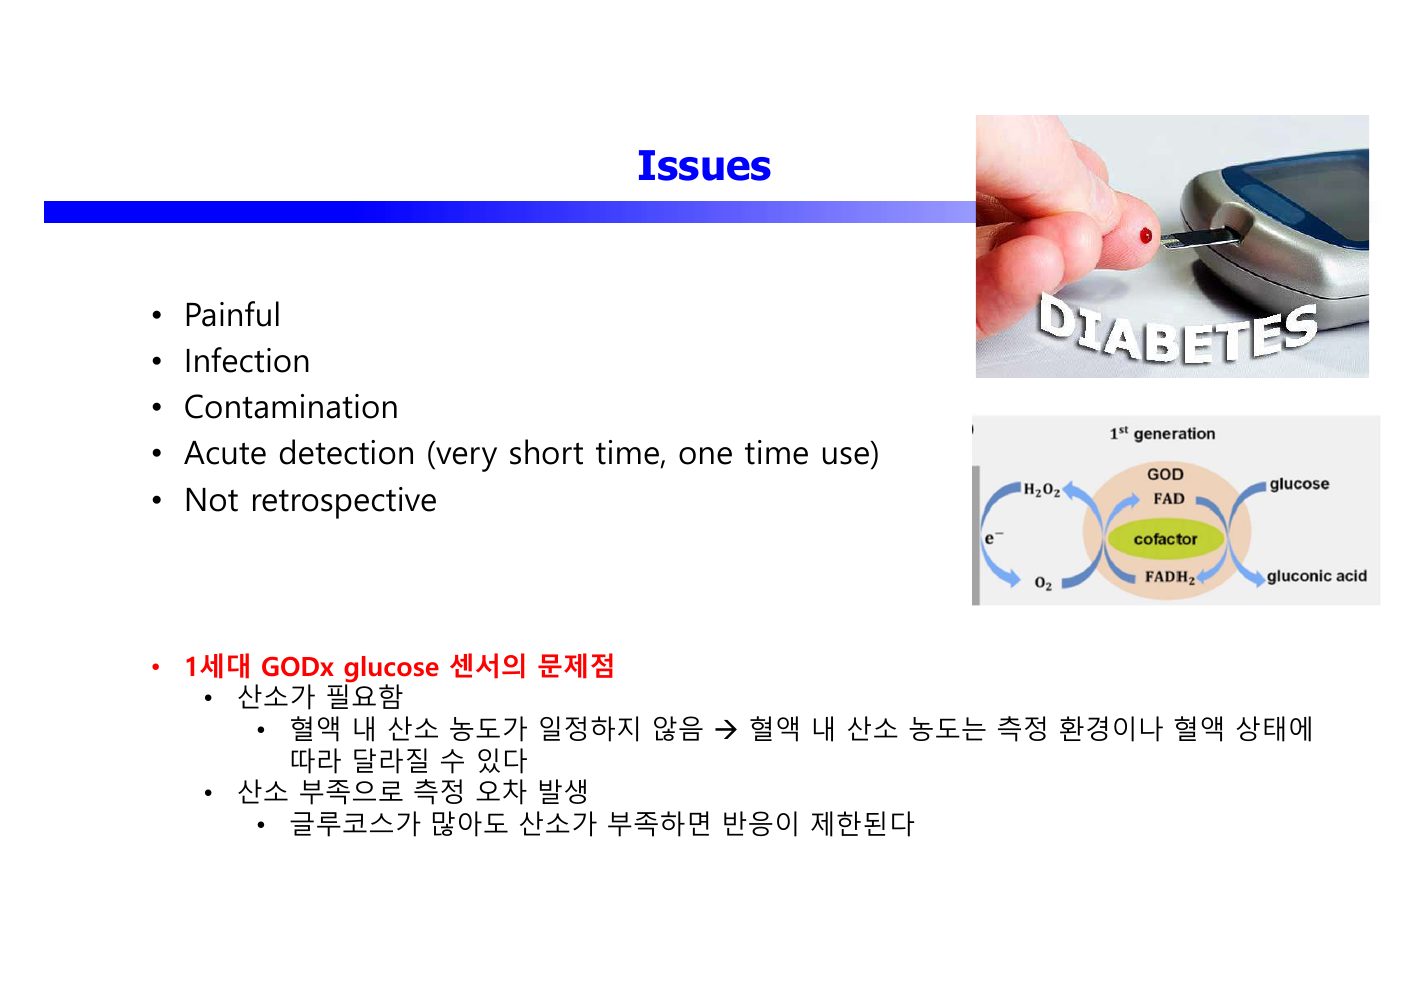 Issues
• Painful
• Infection
• Contamination
• Acute detection (very short time, one time use)
• Not retrospective
DIABETES
1st generation
GOD
H2O2
FAD
glucose
e−
cofactor
O2
FADH2
gluconic acid
• 1세대 GODx glucose 센서의 문제점
• 산소가 필요함
• 혈액 내 산소 농도가 일정하지 않음 → 혈액 내 산소 농도는 측정 환경이나 혈액 상태에
따라 달라질 수 있다
• 산소 부족으로 측정 오차 발생
• 글루코스가 많아도 산소가 부족하면 반응이 제한된다